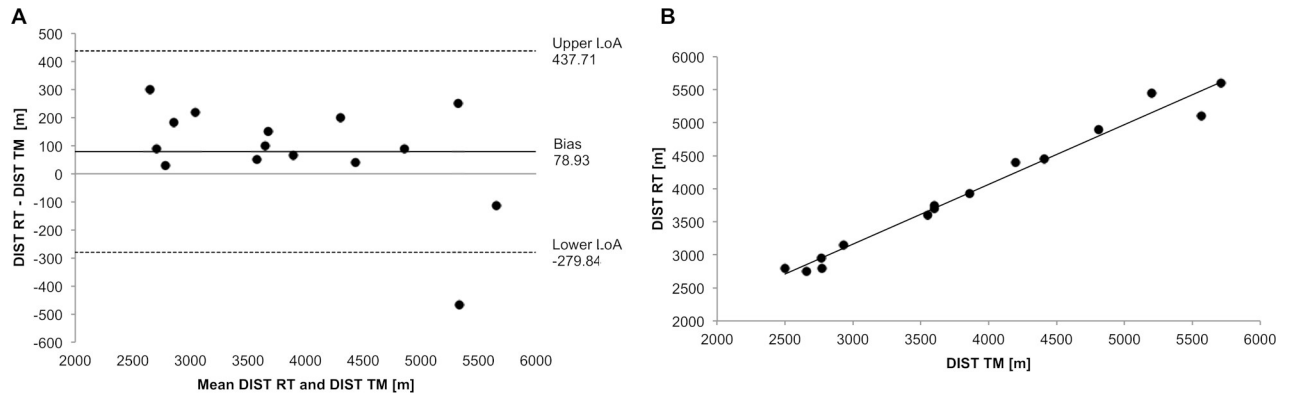 A
500
400
300
200
100
0
-100
-200
-300
-400
-500
-600
2000 2500 3000 3500 4000 4500 5000 5500 6000
DIST RT - DIST TM [m]
Mean DIST RT and DIST TM [m]
Upper LoA
437.71
Bias
78.93
Lower LoA
-279.84
B
6000
5500
5000
4500
4000
3500
3000
2500
2000
2000 2500 3000 3500 4000 4500 5000 5500 6000
DIST RT [m]
DIST TM [m]